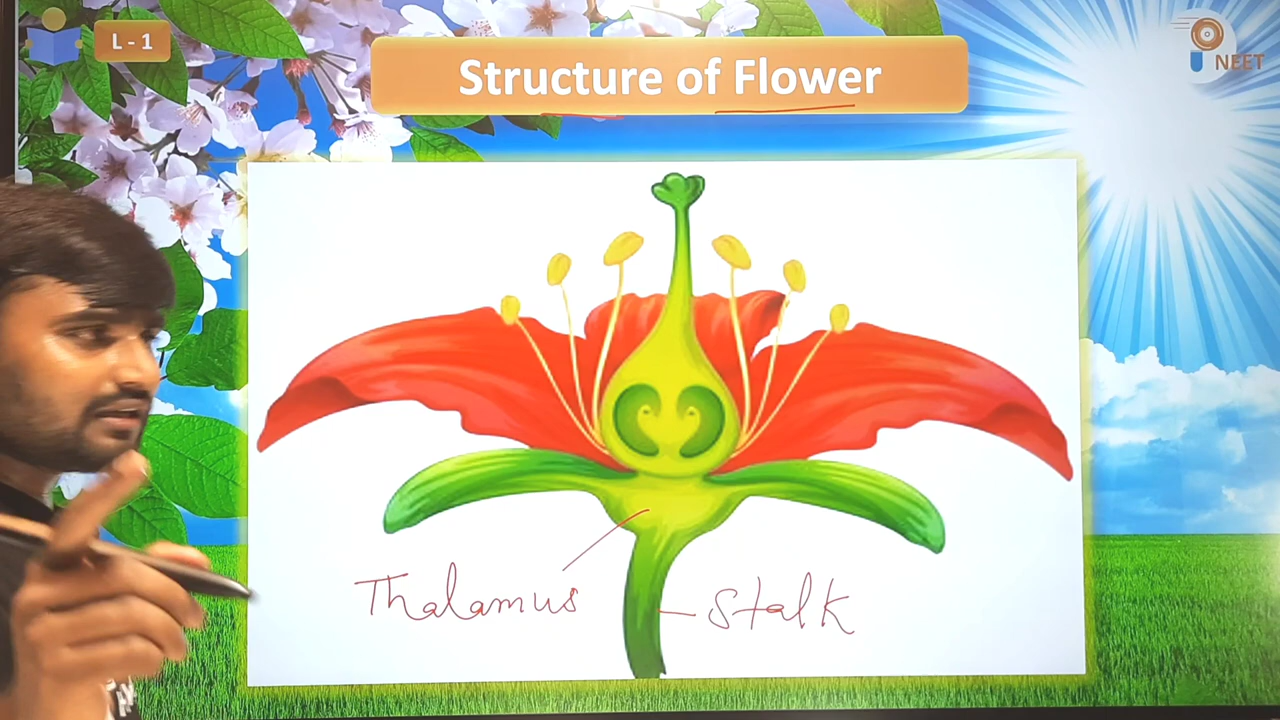 L - 1
Structure of Flower
NEET
Thalamus
Stalk